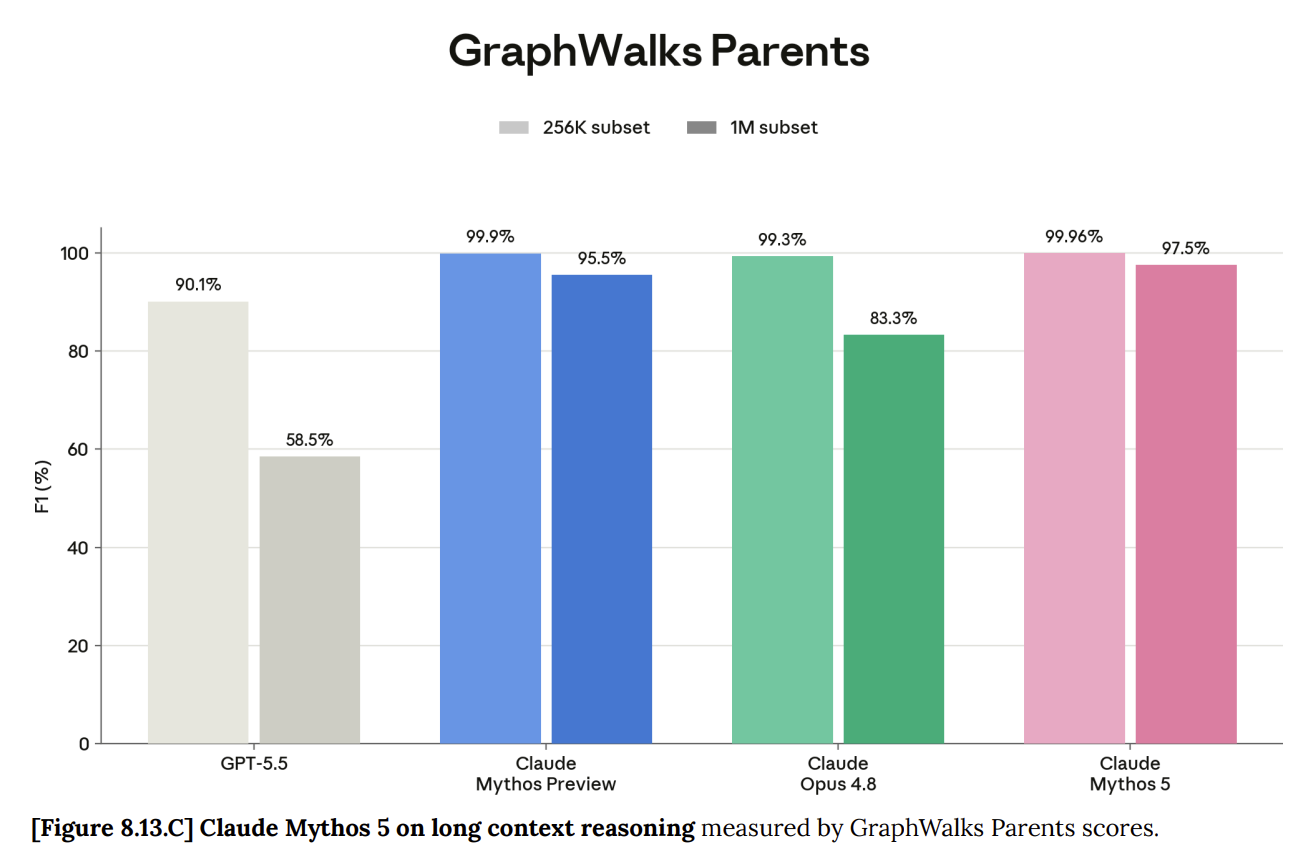 GraphWalks Parents
256K subset 1M subset
99.9% 99.3% 99.96%
100 95.5% 97.5%
90.1%
83.3%
80
58.5%
60
F1 (%)
40
20
0
GPT-5.5 Claude Claude Claude
Mythos Preview Opus 4.8 Mythos 5
[Figure 8.13.C] Claude Mythos 5 on long context reasoning measured by GraphWalks Parents scores.